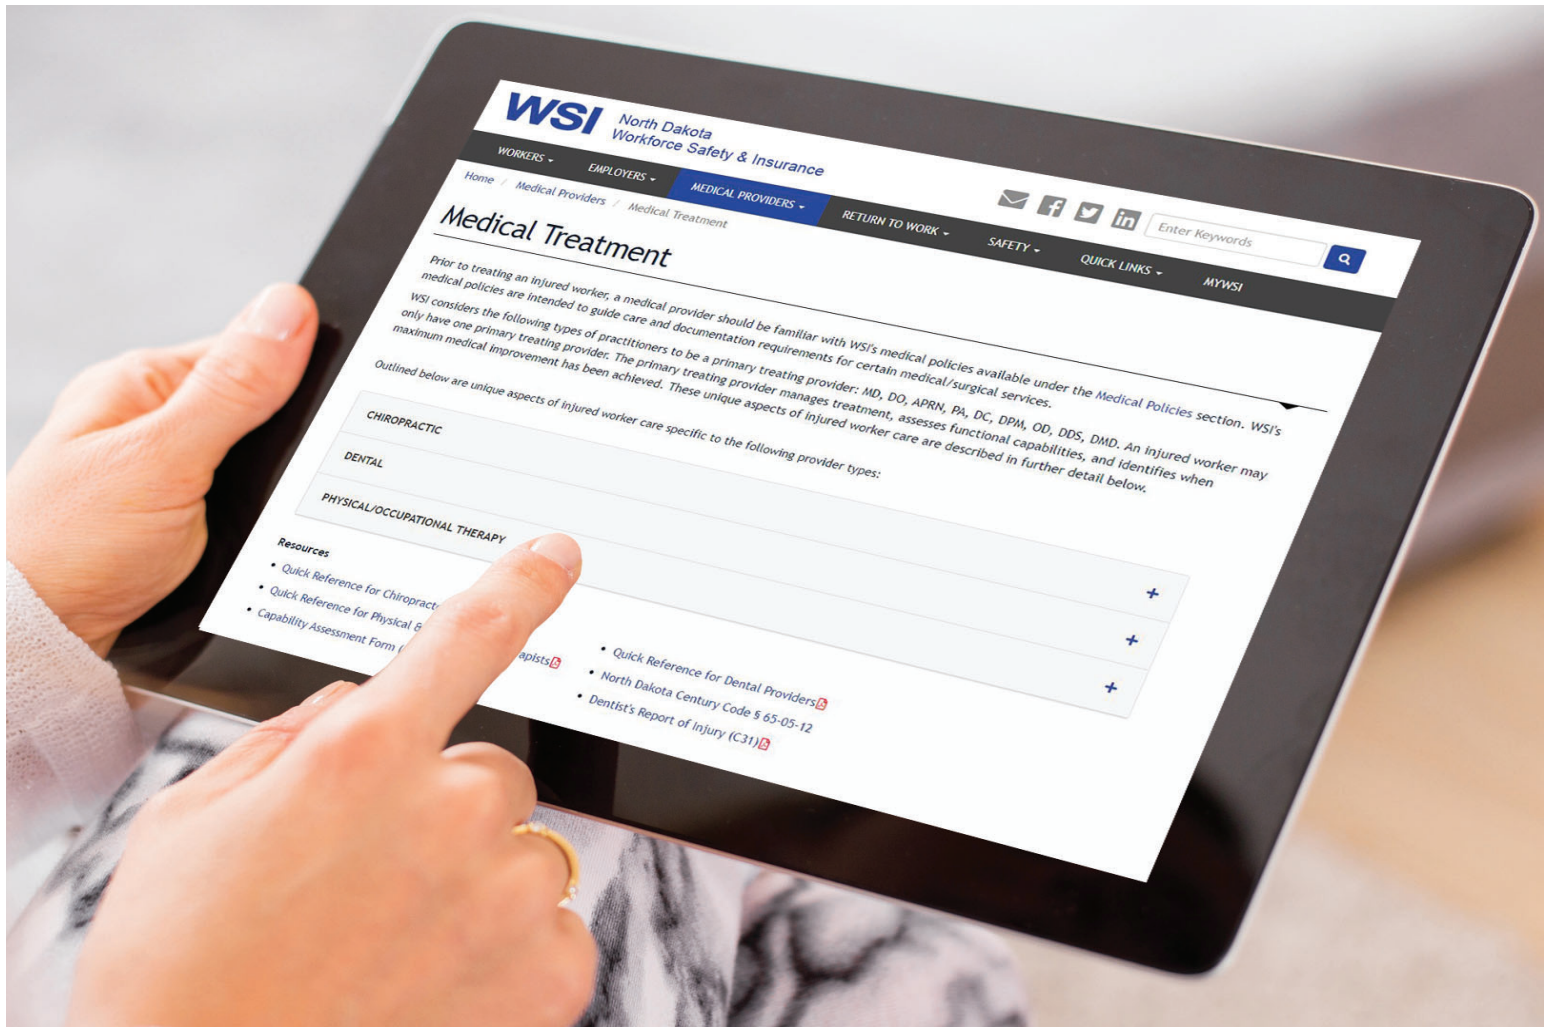 WSI North Dakota
Workforce Safety & Insurance
Enter Keywords
WORKERS EMPLOYERS MEDICAL PROVIDERS RETURN TO WORK SAFETY QUICK LINKS MYWSI
Home / Medical Providers / Medical Treatment
Medical Treatment
Prior to treating an injured worker, a medical provider should be familiar with WSI's medical policies available under the Medical Policies section. WSI's
medical policies are intended to guide care and documentation requirements for certain medical/surgical services.
WSI considers the following types of practitioners to be a primary treating provider: MD, DO, APRN, PA, DC, DPM, OD, DDS, DMD. An injured worker may
only have one primary treating provider. The primary treating provider manages treatment, assesses functional capabilities, and identifies when
maximum medical improvement has been achieved. These unique aspects of injured worker care are described in further detail below.
Outlined below are unique aspects of injured worker care specific to the following provider types:
CHIROPRACTIC +
DENTAL +
PHYSICAL/OCCUPATIONAL THERAPY +
Resources
• Quick Reference for
• Quick Reference for Physical &
• Capability Assessment Form
• Quick Reference for Dental Providers
• North Dakota Century Code § 65-05-12
• Dentist's Report of Injury (C31)